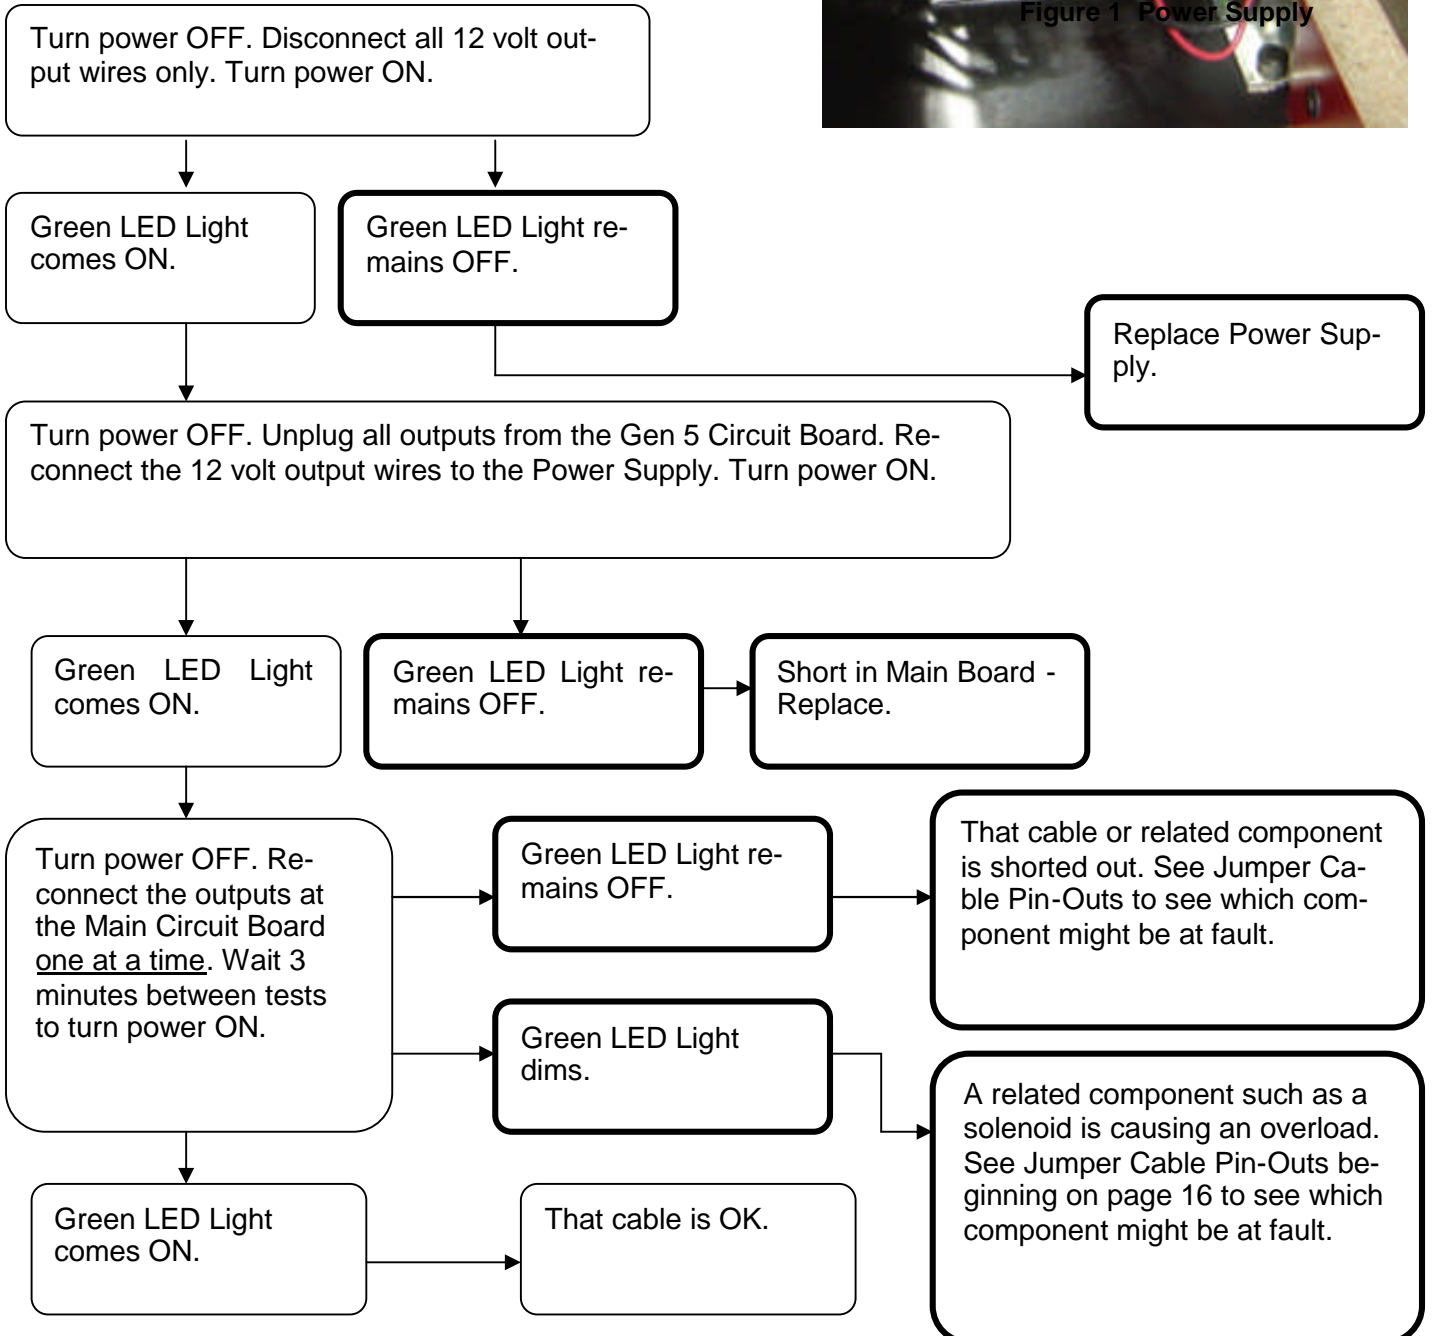 Figure 1 Power Supply
Turn power OFF. Disconnect all 12 volt out-
put wires only. Turn power ON.
Green LED Light
comes ON.
Green LED Light re-
mains OFF.
Replace Power Sup-
ply.
Turn power OFF. Unplug all outputs from the Gen 5 Circuit Board. Re-
connect the 12 volt output wires to the Power Supply. Turn power ON.
Green LED Light
comes ON.
Green LED Light re-
mains OFF.
Short in Main Board -
Replace.
Turn power OFF. Re-
connect the outputs at
the Main Circuit Board
one at a time. Wait 3
minutes between tests
to turn power ON.
Green LED Light re-
mains OFF.
That cable or related component
is shorted out. See Jumper Ca-
ble Pin-Outs to see which com-
ponent might be at fault.
Green LED Light
dims.
A related component such as a
solenoid is causing an overload.
See Jumper Cable Pin-Outs be-
ginning on page 16 to see which
component might be at fault.
Green LED Light
comes ON.
That cable is OK.